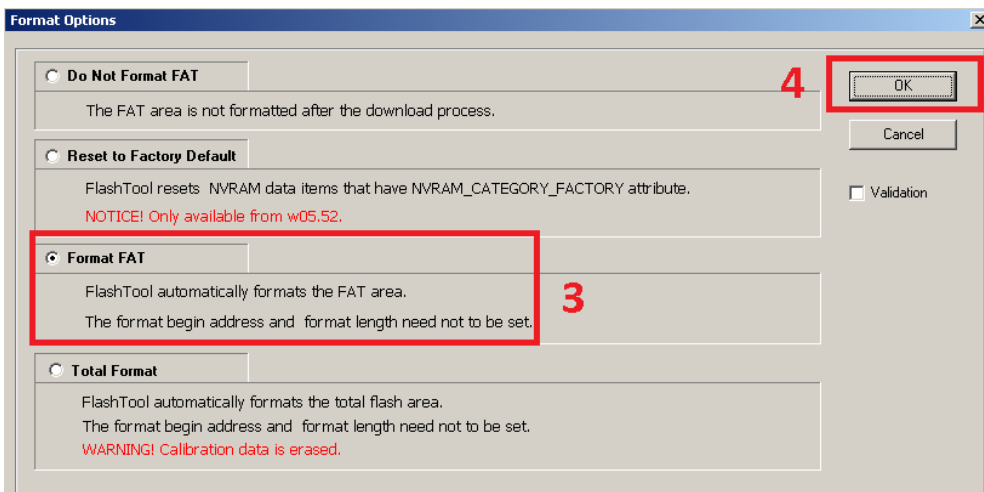 Format Options
Do Not Format FAT
The FAT area is not formatted after the download process.
Reset to Factory Default
FlashTool resets NVRAM data items that have NVRAM_CATEGORY_FACTORY attribute.
NOTICE! Only available from w05.52.
Format FAT
FlashTool automatically formats the FAT area.
The format begin address and format length need not to be set.
3
Total Format
FlashTool automatically formats the total flash area.
The format begin address and format length need not to be set.
WARNING! Calibration data is erased.
4
OK
Cancel
Validation